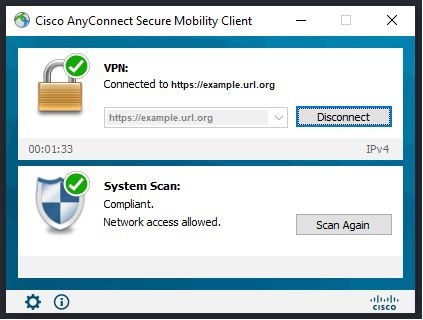 Cisco AnyConnect Secure Mobility Client
VPN:
Connected to https://example.url.org
https://example.url.org
Disconnect
00:01:33
IPv4
System Scan:
Compliant.
Network access allowed.
Scan Again
CISCO